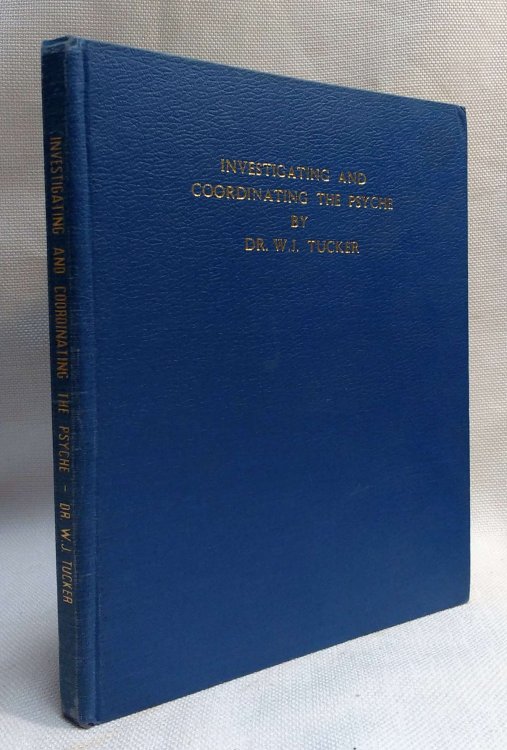 INVESTIGATING AND
COORDINATING THE PSYCHE
BY
DR. W.J. TUCKER
INVESTIGATING AND COORDINATING THE PSYCHE - DR. W.J. TUCKER